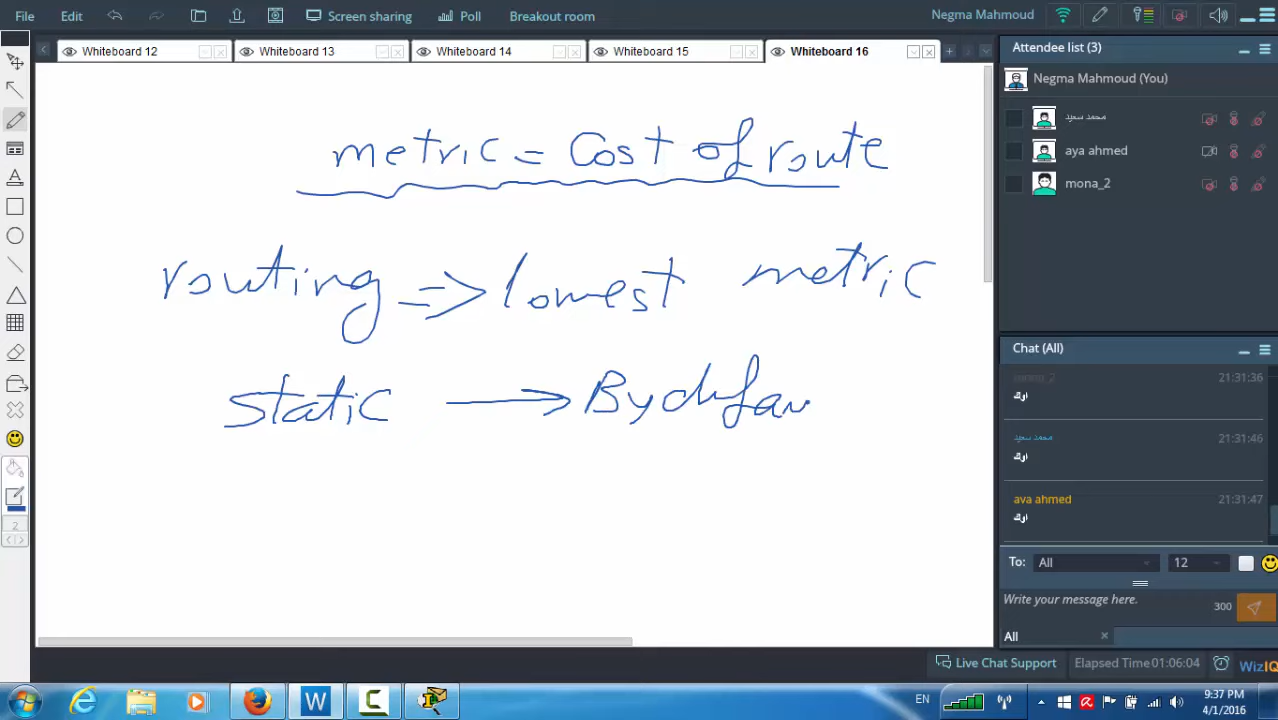 File Edit Screen sharing Poll Breakout room Negma Mahmoud
Whiteboard 12 Whiteboard 13 Whiteboard 14 Whiteboard 15 Whiteboard 16
metric = Cost of route
routing => lowest metric
static → By defau
Attendee list (3)
Negma Mahmoud (You)
محمد سعيد
aya ahmed
mona_2
Chat (All)
21:31:36
اوك
محمد سعيد 21:31:46
اوك
aya ahmed 21:31:47
اوك
To: All 12
Write your message here. 300
All
Live Chat Support Elapsed Time 01:06:04 WizIQ
2
EN 9:37 PM
4/1/2016